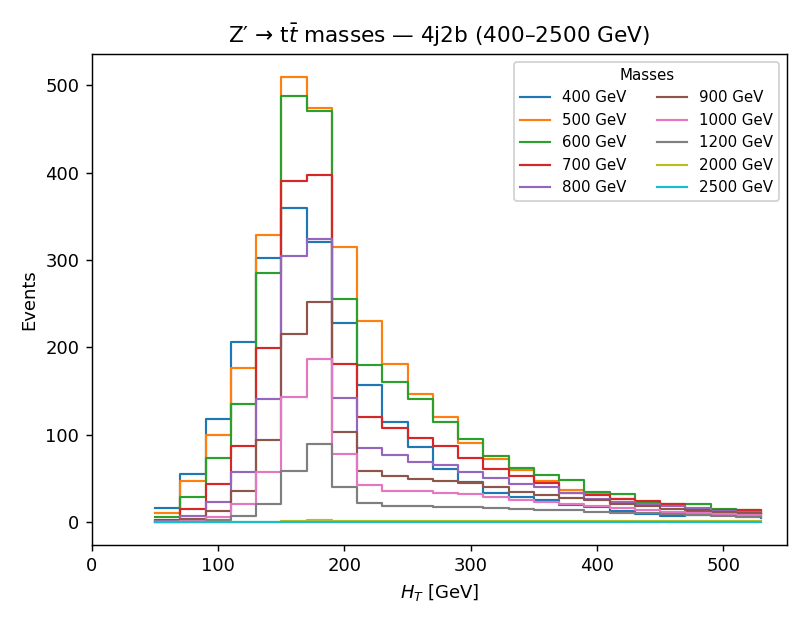 Z′ → tt̄ masses — 4j2b (400–2500 GeV)
Masses
400 GeV
500 GeV
600 GeV
700 GeV
800 GeV
900 GeV
1000 GeV
1200 GeV
2000 GeV
2500 GeV
Events
500
400
300
200
100
0
0 100 200 300 400 500
H_T [GeV]